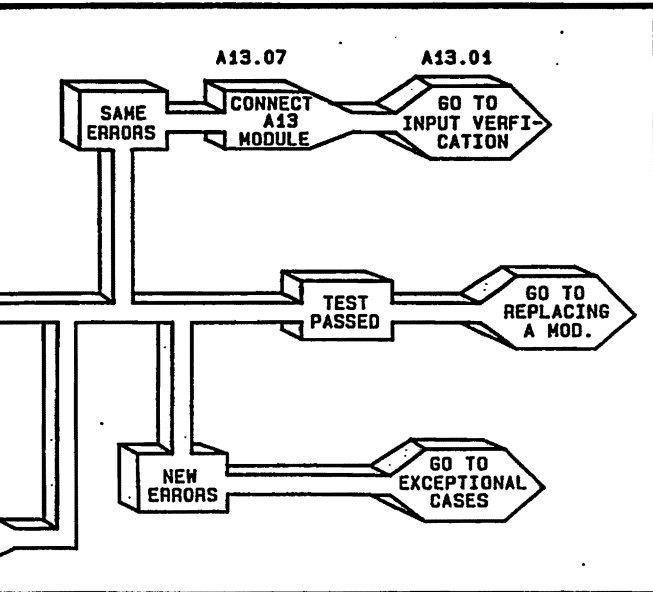 A13.07
A13.01
SAME
ERRORS
CONNECT
A13
MODULE
GO TO
INPUT VERFI-
CATION
TEST
PASSED
GO TO
REPLACING
A MOD.
NEW
ERRORS
GO TO
EXCEPTIONAL
CASES